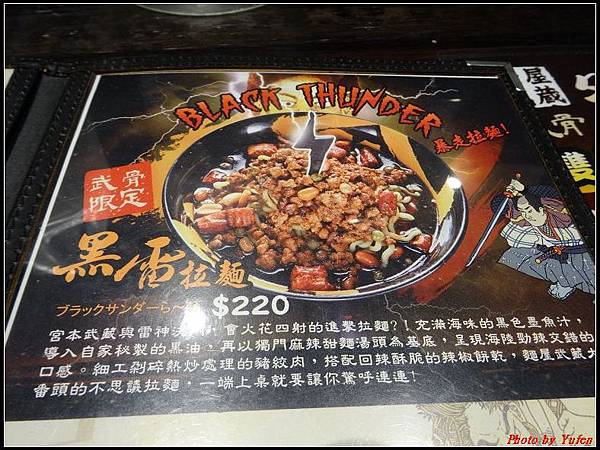 BLACK THUNDER
暴走拉麵!
武骨
限定
黑雷拉麵
ブラックサンダーら～
$220
宮本武藏與雷神決 ，會火花四射的進擊拉麵?！充滿海味的黑色墨魚汁，
導入自家秘製的黑油，再以獨門麻辣甜麵湯頭為基底，呈現海陸勁辣交錯的
口感。細工剁碎熱炒處理的豬絞肉，搭配回辣酥脆的辣椒餅乾，麵屋武藏
番頭的不思議拉麵，一端上桌就要讓你驚呼連連!
屋
藏
骨
雙
Photo by Yufen